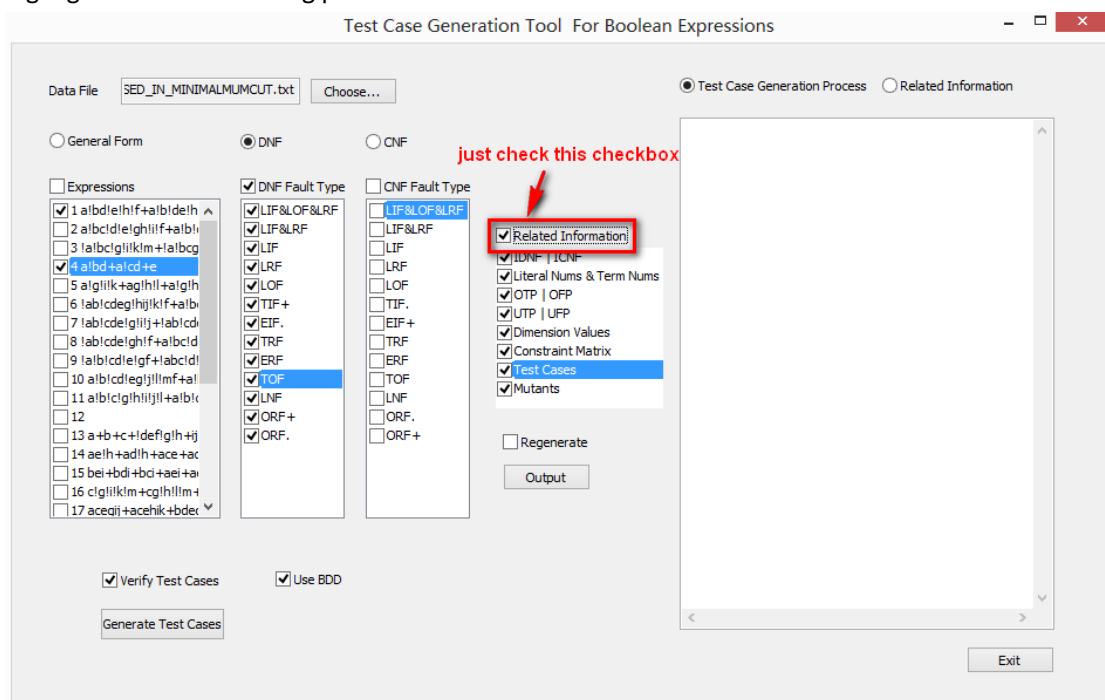 Test Case Generation Tool For Boolean Expressions
Data File SED_IN_MINIMALMUMCUT.txt Choose...
Test Case Generation Process Related Information
General Form DNF CNF
just check this checkbox
Expressions
1 a!bd!e!h!f+a!b!de!h
2 a!bc!d!e!gh!i!f+a!b!
3 !a!bc!g!i!k!m+!a!bcg
4 a!bd+a!cd+e
5 a!g!i!k+ag!h!l+a!g!h
6 !ab!cdeg!hij!k!f+a!b
7 !ab!cde!g!i!j+!ab!cd
8 !ab!cde!gh!f+a!bc!d
9 !a!b!cd!e!gf+!abc!d!
10 a!b!cd!eg!j!l!mf+a!
11 a!b!c!g!h!i!j!l+a!b!
12
13 a+b+c+!def!g!h+ij
14 ae!h+ad!h+ace+ac
15 bei+bdi+bci+aei+a
16 c!g!i!k!m+cg!h!l!m+
17 acegij+acehik+bdec
DNF Fault Type
LIF&LOF&LRF
LIF&LRF
LIF
LRF
LOF
TIF+
EIF.
TRF
ERF
TOF
LNF
ORF+
ORF.
CNF Fault Type
LIF&LOF&LRF
LIF&LRF
LIF
LRF
LOF
TIF.
EIF+
TRF
ERF
TOF
LNF
ORF.
ORF+
Related Information
IDNF | ICNF
Literal Nums & Term Nums
OTP | OFP
UTP | UFP
Dimension Values
Constraint Matrix
Test Cases
Mutants
Regenerate
Output
Verify Test Cases Use BDD
Generate Test Cases
Exit